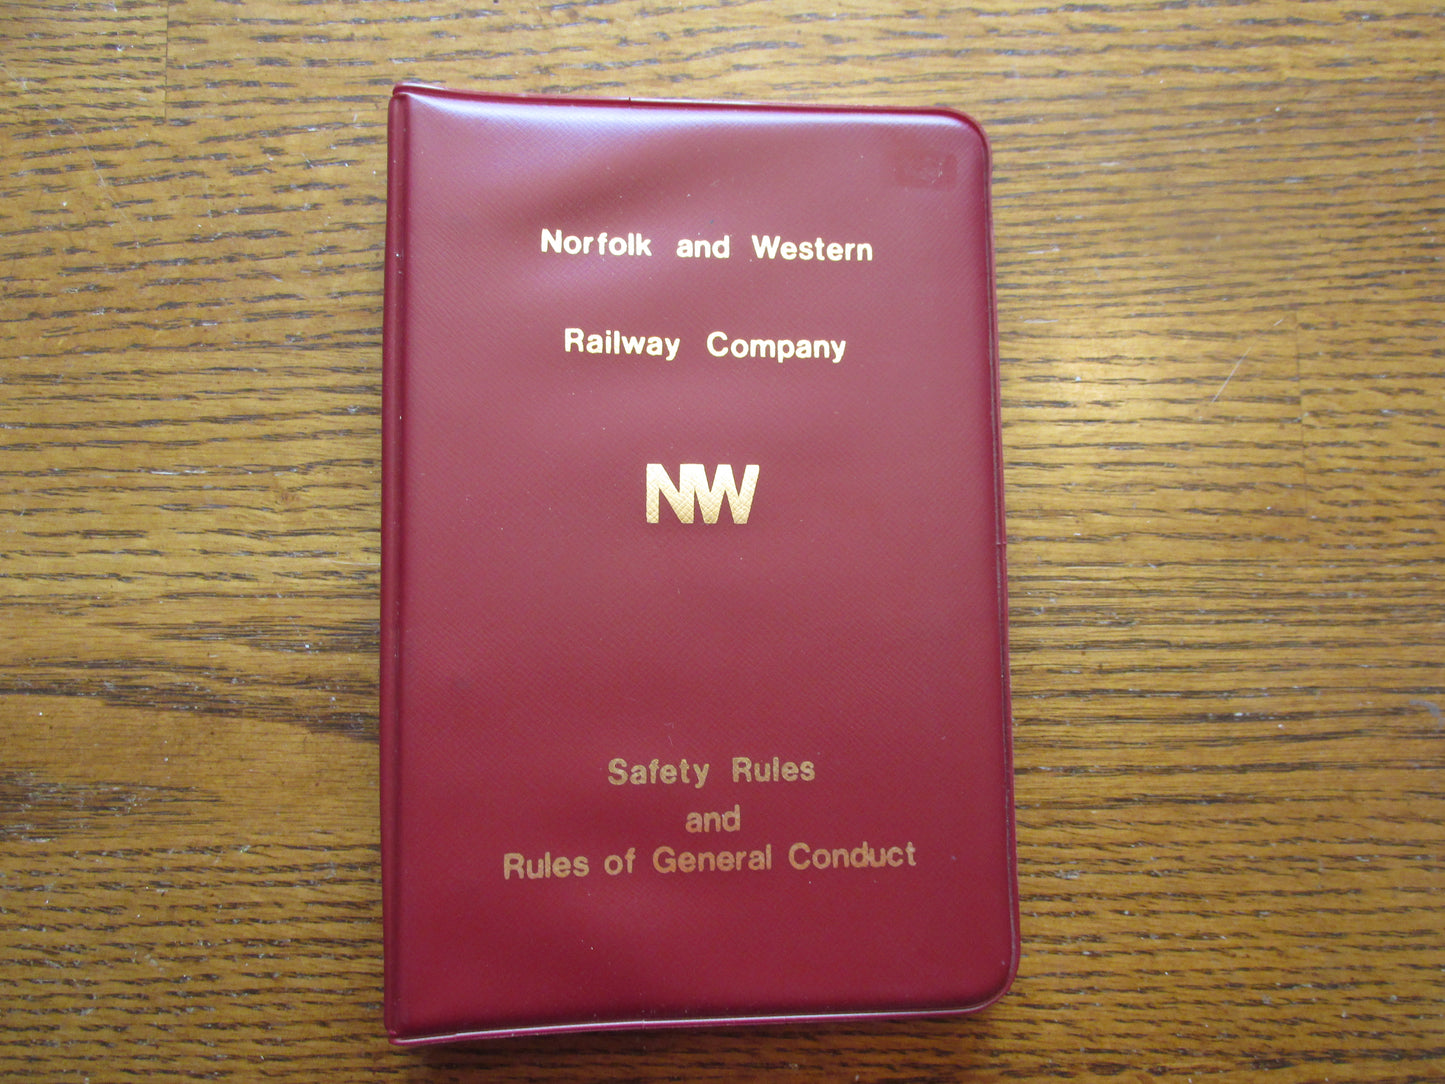 Norfolk and Western
Railway Company
NW
Safety Rules
and
Rules of General Conduct